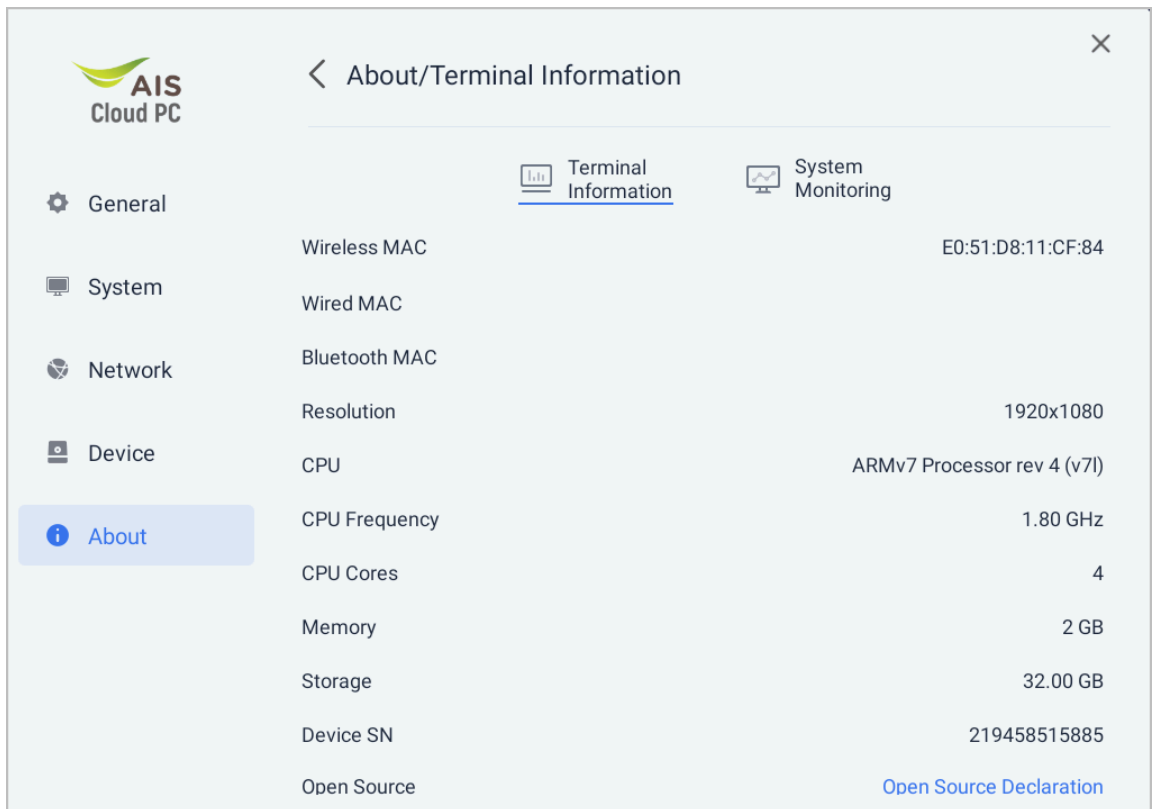 AIS
Cloud PC
About/Terminal Information
Terminal
Information
System
Monitoring
General
System
Network
Device
About
Wireless MAC E0:51:D8:11:CF:84
Wired MAC
Bluetooth MAC
Resolution 1920x1080
CPU ARMv7 Processor rev 4 (v7l)
CPU Frequency 1.80 GHz
CPU Cores 4
Memory 2 GB
Storage 32.00 GB
Device SN 219458515885
Open Source Open Source Declaration